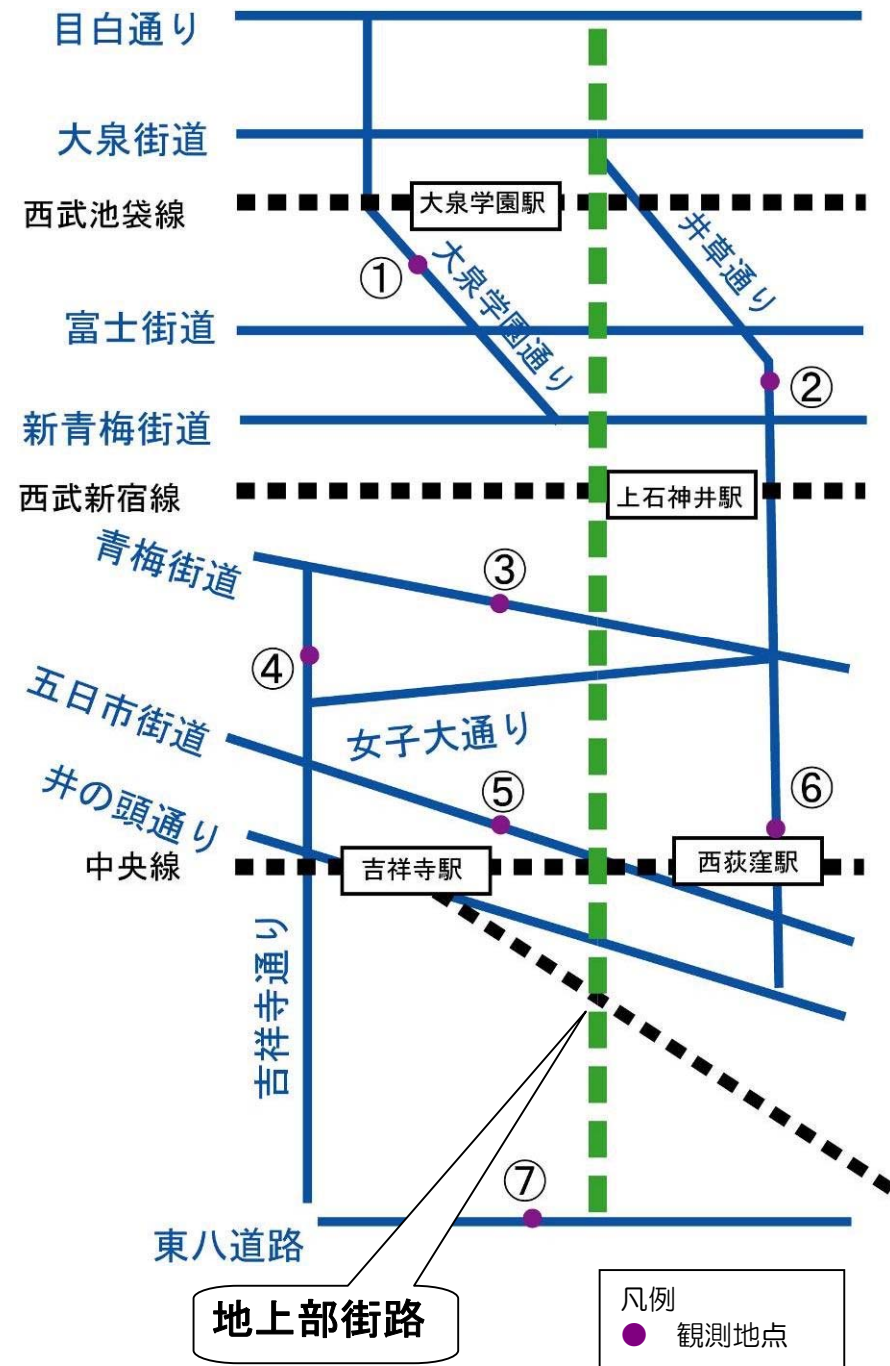 目白通り
大泉街道
西武池袋線
大泉学園駅
①
大泉学園通り
井草通り
富士街道
②
新青梅街道
西武新宿線
上石神井駅
青梅街道
③
④
五日市街道
女子大通り
井の頭通り
⑤
⑥
中央線
吉祥寺駅
西荻窪駅
吉祥寺通り
⑦
東八道路
地上部街路
凡例
● 観測地点